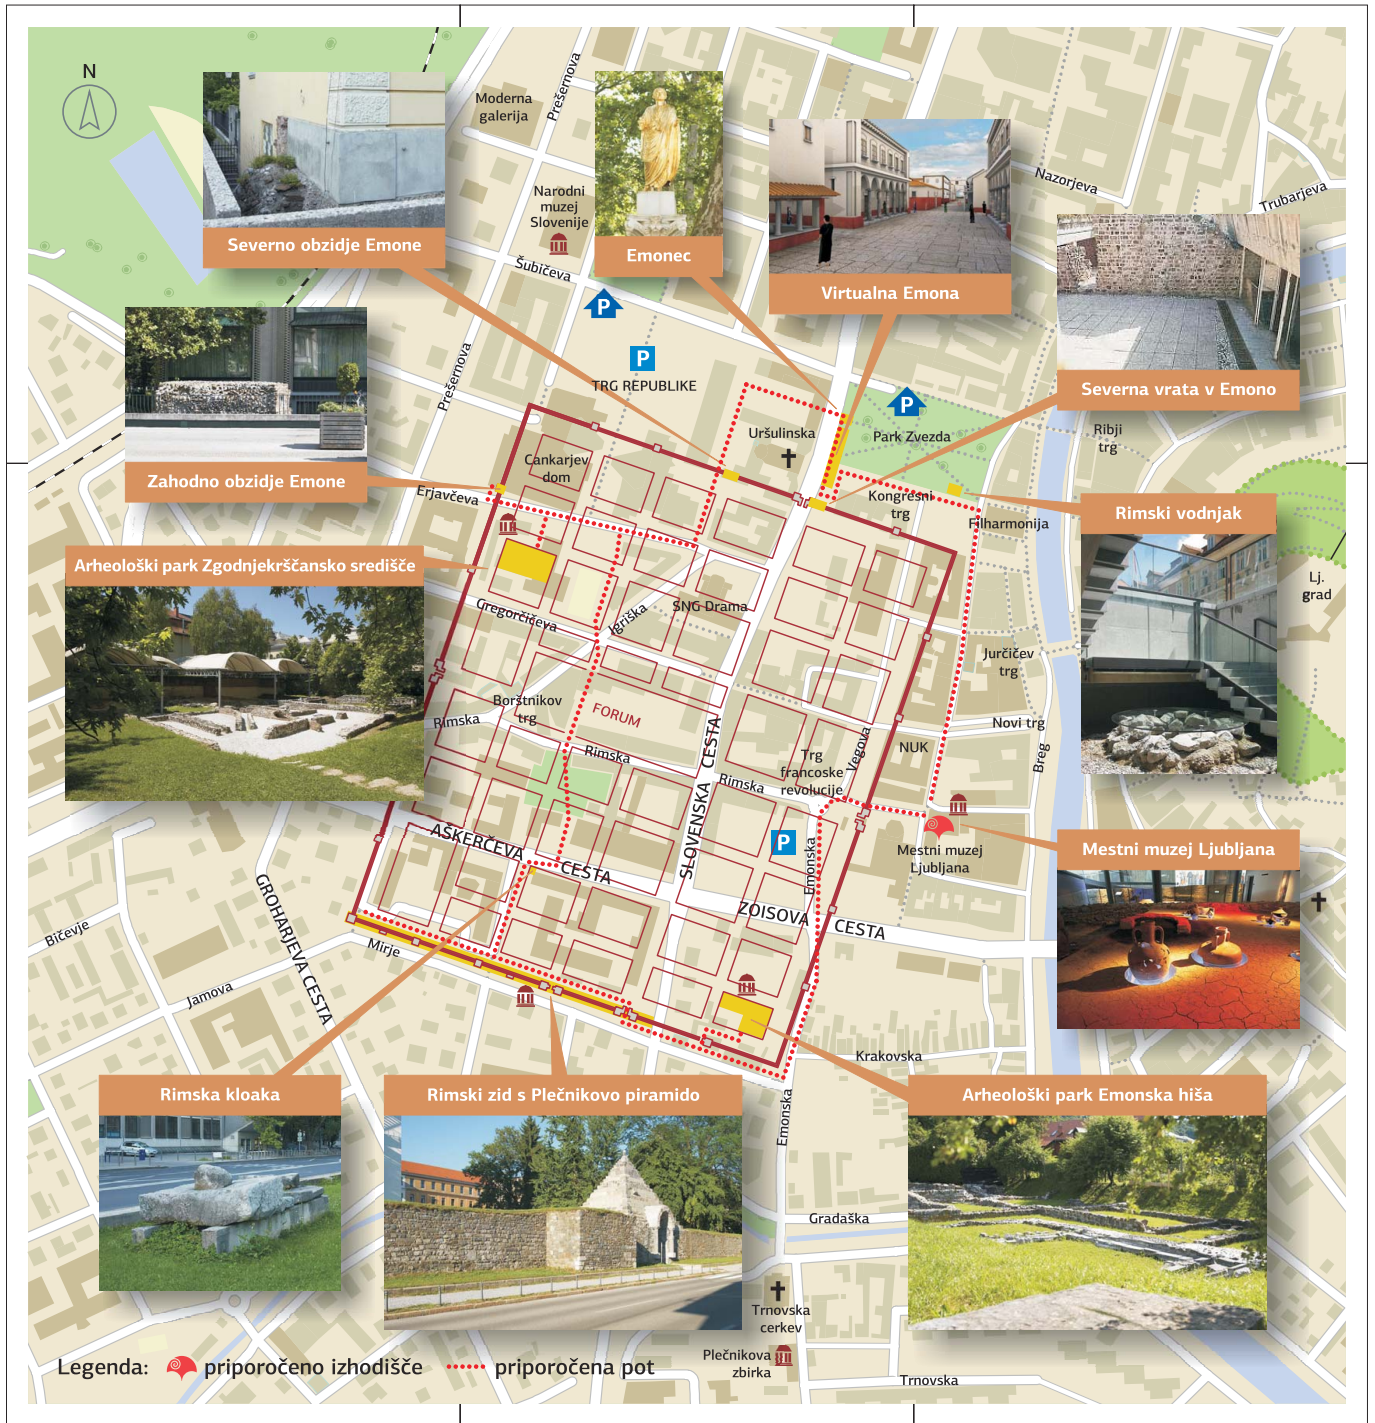 N
Moderna
galerija
Prešernova
Narodni
muzej
Slovenije
Šubičeva
Nazorjeva
Trubarjeva
Severno obzidje Emone
Emonec
Virtualna Emona
Severna vrata v Emono
P
P
TRG REPUBLIKE
P
Prešernova
Uršulinska
Park Zvezda
Ribji
trg
Cankarjev
dom
Zahodno obzidje Emone
Erjavčeva
Kongresni
trg
Rimski vodnjak
Filharmonija
Arheološki park Zgodnjekrščansko središče
Lj.
grad
Gregorčičeva
Igriška
SNG Drama
Jurčičev
trg
Borštnikov
trg
FORUM
Rimska
Rimska
Rimska
SLOVENSKA CESTA
Trg
francoske
revolucije
Vegova
NUK
Novi trg
Breg
AŠKERČEVA CESTA
P
Emonska
Mestni muzej
Ljubljana
Mestni muzej Ljubljana
ZOISOVA CESTA
GROHARJEVA CESTA
Bičevje
Jamova
Mirje
Krakovska
Rimska kloaka
Rimski zid s Plečnikovo piramido
Arheološki park Emonska hiša
Emonska
Gradaška
Trnovska
cerkev
Plečnikova
zbirka
Trnovska
Legenda: priporočeno izhodišče priporočena pot